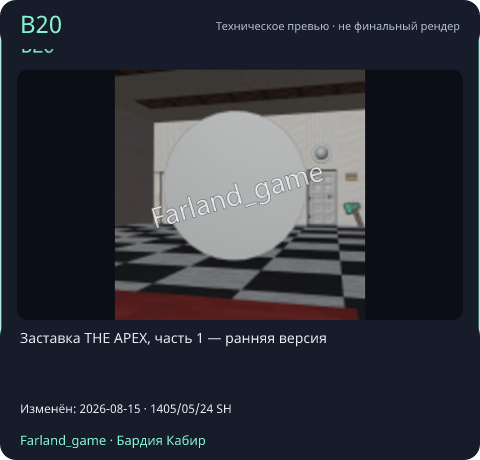 B20
Техническое превью · не финальный рендер
B20
Farland_game
Заставка THE APEX, часть 1 — ранняя версия
Изменён: 2026-08-15 · 1405/05/24 SH
Farland_game · Бардия Кабир